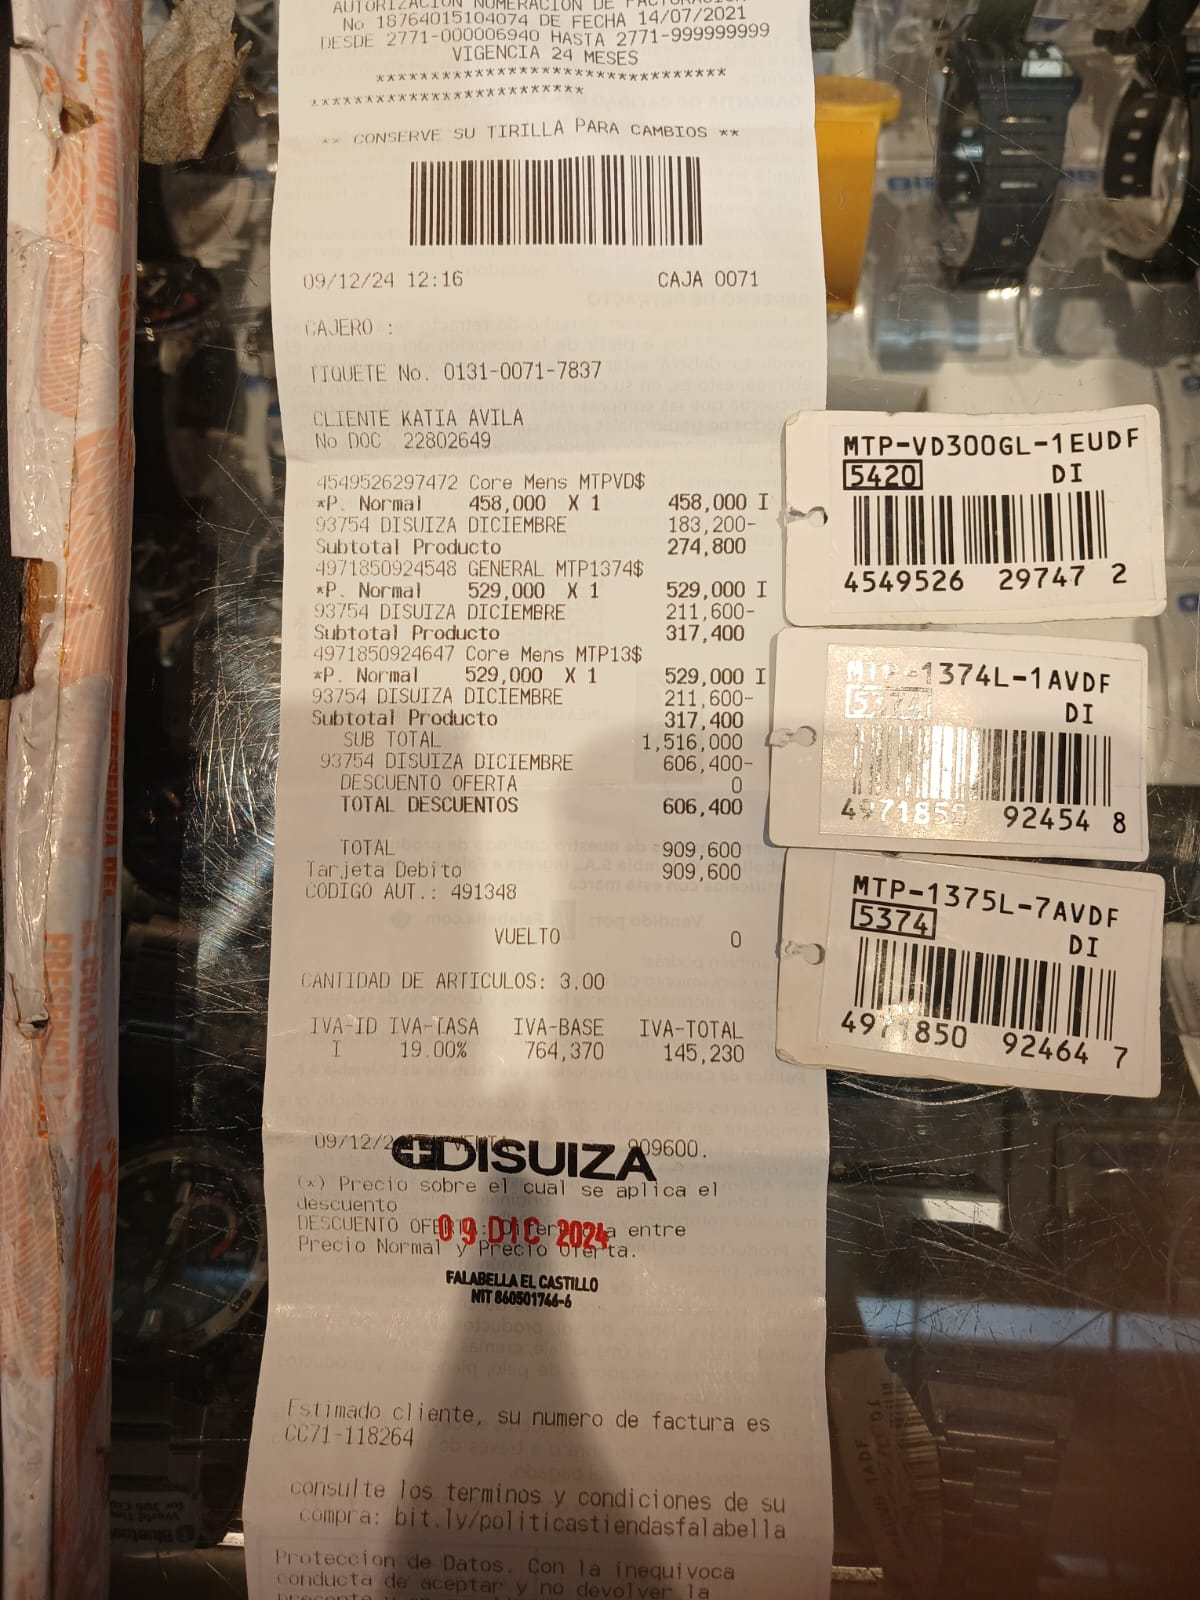 AUTORIZACION NUMERACION DE FACTURACION
No 18764015104074 DE FECHA 14/07/2021
DESDE 2771-000006940 HASTA 2771-999999999
VIGENCIA 24 MESES
*********************************
*************************
** CONSERVE SU TIRILLA PARA CAMBIOS **
09/12/24 12:16 CAJA 0071
CAJERO :
TIQUETE No. 0131-0071-7837
CLIENTE KATIA AVILA
No DOC 22802649
4549526297472 Core Mens MTPVD$
*P. Normal 458,000 X 1 458,000 I
93754 DISUIZA DICIEMBRE 183,200-
Subtotal Producto 274,800
4971850924548 GENERAL MTP1374$
*P. Normal 529,000 X 1 529,000 I
93754 DISUIZA DICIEMBRE 211,600-
Subtotal Producto 317,400
4971850924647 Core Mens MTP13$
*P. Normal 529,000 X 1 529,000 I
93754 DISUIZA DICIEMBRE 211,600-
Subtotal Producto 317,400
SUB TOTAL 1,516,000
93754 DISUIZA DICIEMBRE 606,400-
DESCUENTO OFERTA 0
TOTAL DESCUENTOS 606,400
TOTAL 909,600
Tarjeta Debito 909,600
CODIGO AUT.: 491348
VUELTO 0
CANTIDAD DE ARTICULOS: 3.00
IVA-ID IVA-TASA IVA-BASE IVA-TOTAL
I 19.00% 764,370 145,230
09/12/2 909600.
DISUIZA
(*) Precio sobre el cual se aplica el
descuento
DESCUENTO entre
09 DIC 2024
Precio Normal y Precio Oferta.
FALABELLA EL CASTILLO
NIT 860501746-6
Estimado cliente, su numero de factura es
CC71-118264
consulte los terminos y condiciones de su
compra: bit.ly/politicastiendasfalabella
Proteccion de Datos. Con la inequivoca
conducta de aceptar y no devolver la
MTP-VD300GL-1EUDF
5420 DI
4549526 29747 2
MTP-1374L-1AVDF
5374 DI
4971850 92454 8
MTP-1375L-7AVDF
5374 DI
4971850 92464 7